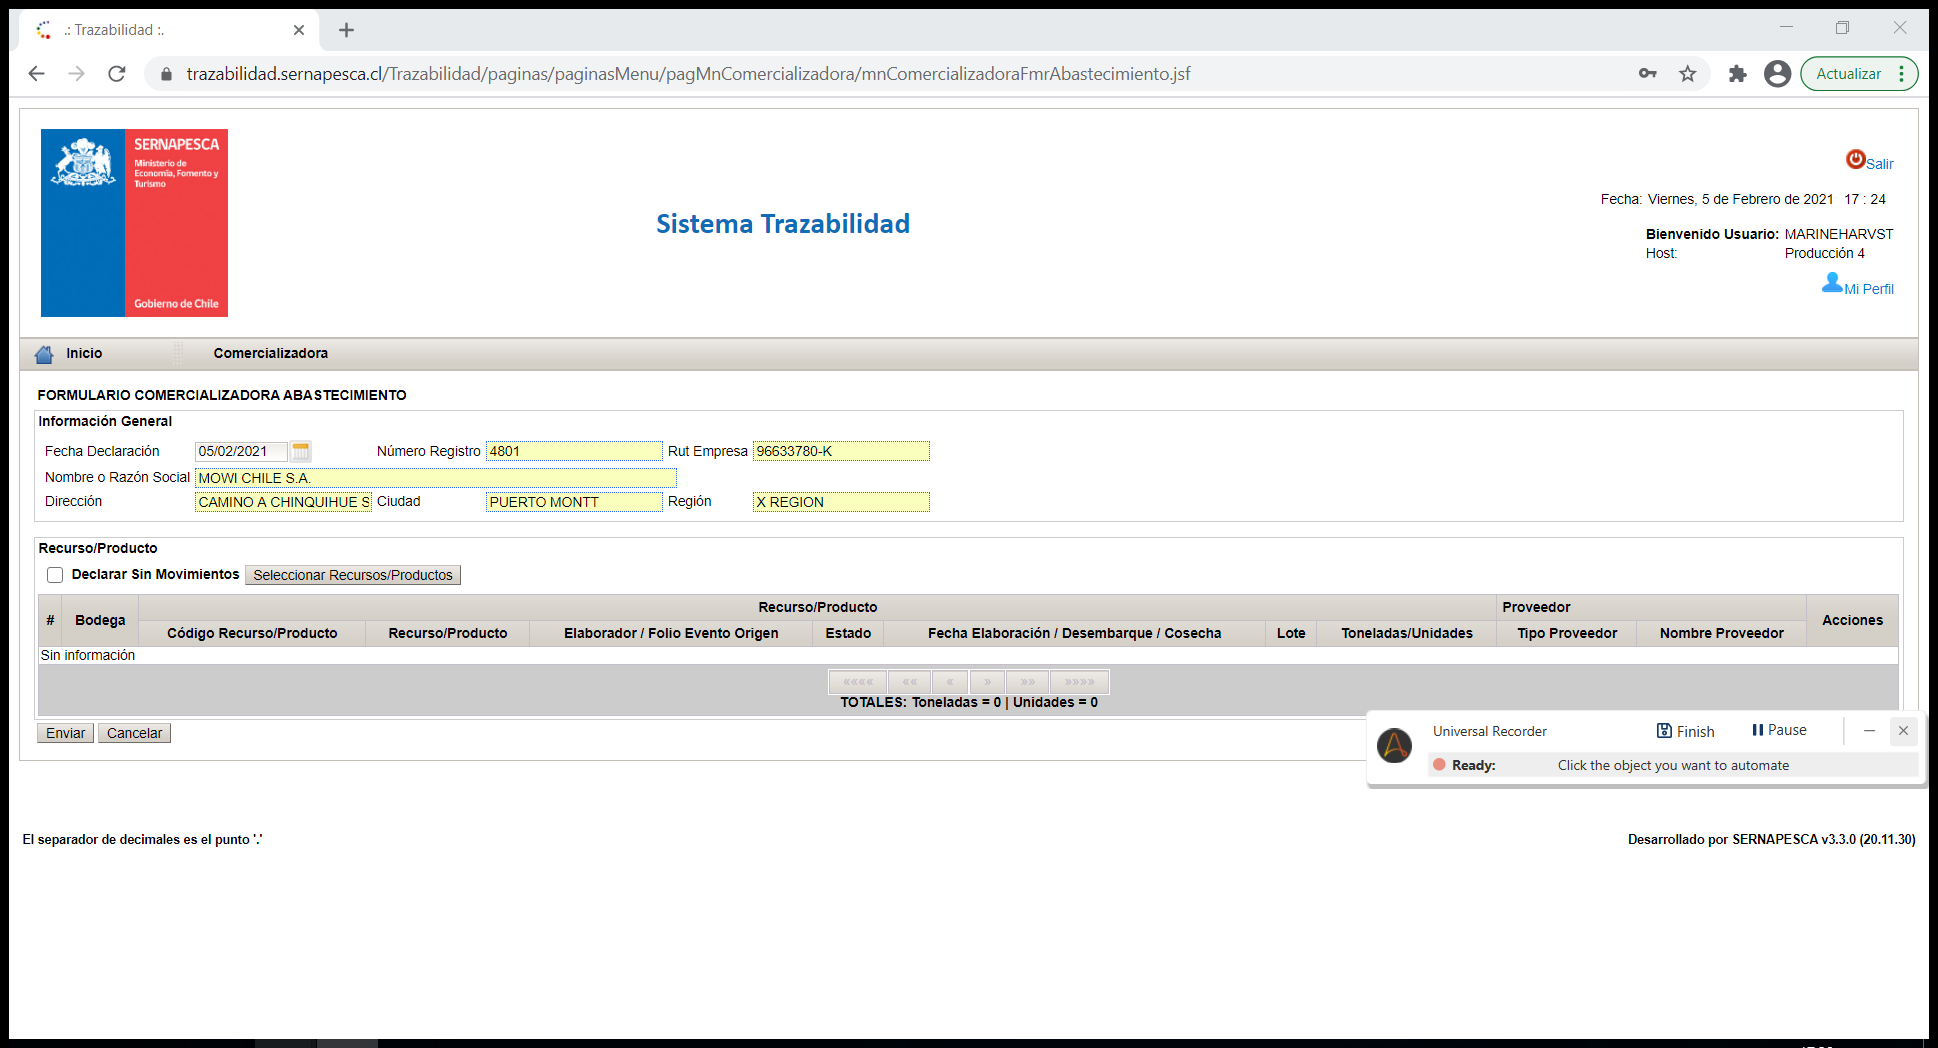 .: Trazabilidad :.
trazabilidad.sernapesca.cl/Trazabilidad/paginas/paginasMenu/pagMnComercializadora/mnComercializadoraFmrAbastecimiento.jsf
Actualizar
SERNAPESCA
Ministerio de
Economía, Fomento y
Turismo
Gobierno de Chile
Sistema Trazabilidad
Salir
Fecha: Viernes, 5 de Febrero de 2021 17 : 24
Bienvenido Usuario: MARINEHARVST
Host: Producción 4
Mi Perfil
Inicio Comercializadora
FORMULARIO COMERCIALIZADORA ABASTECIMIENTO
Información General
Fecha Declaración 05/02/2021 Número Registro 4801 Rut Empresa 96633780-K
Nombre o Razón Social MOWI CHILE S.A.
Dirección CAMINO A CHINQUIHUE S Ciudad PUERTO MONTT Región X REGION
Recurso/Producto
Declarar Sin Movimientos Seleccionar Recursos/Productos
# Bodega Recurso/Producto Proveedor Acciones
Código Recurso/Producto Recurso/Producto Elaborador / Folio Evento Origen Estado Fecha Elaboración / Desembarque / Cosecha Lote Toneladas/Unidades Tipo Proveedor Nombre Proveedor
Sin información
«««« «« « » »» »»»»
TOTALES: Toneladas = 0 | Unidades = 0
Enviar Cancelar
Universal Recorder Finish Pause
Ready: Click the object you want to automate
El separador de decimales es el punto '.'
Desarrollado por SERNAPESCA v3.3.0 (20.11.30)